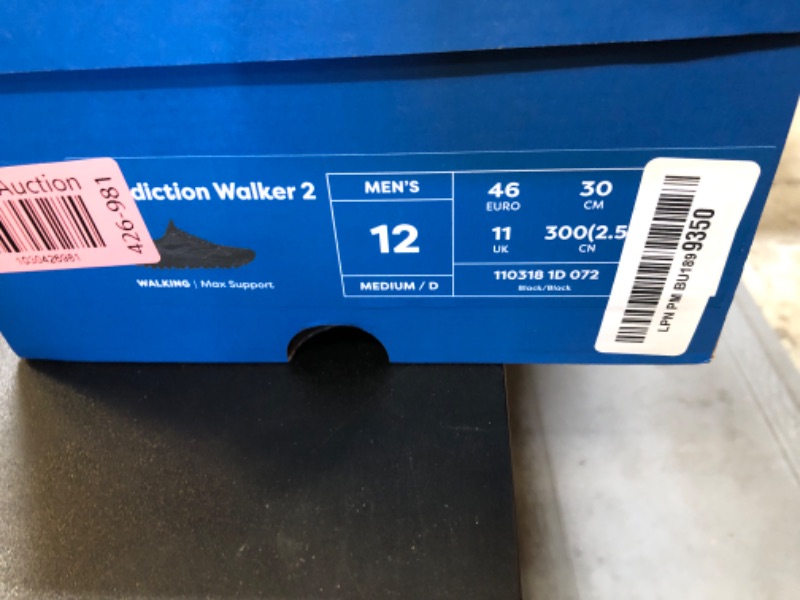 Auction
1030426981
426-981
diction Walker 2
WALKING | Max Support
MEN'S
12
MEDIUM / D
46
EURO
30
CM
11
UK
300(2.5
CN
110318 1D 072
Black/Black
LPN PM BU189 9350